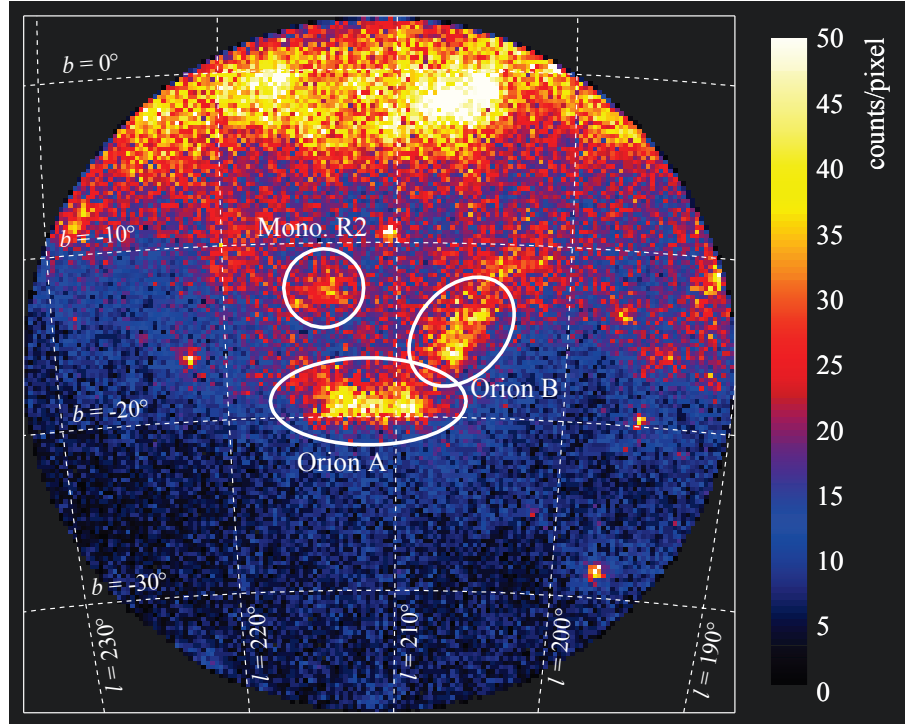 b = 0°
b = -10°
Mono. R2
Orion B
b = -20°
Orion A
b = -30°
l = 230°
l = 220°
l = 210°
l = 200°
l = 190°
50
45
40
35
30
25
20
15
10
5
0
counts/pixel